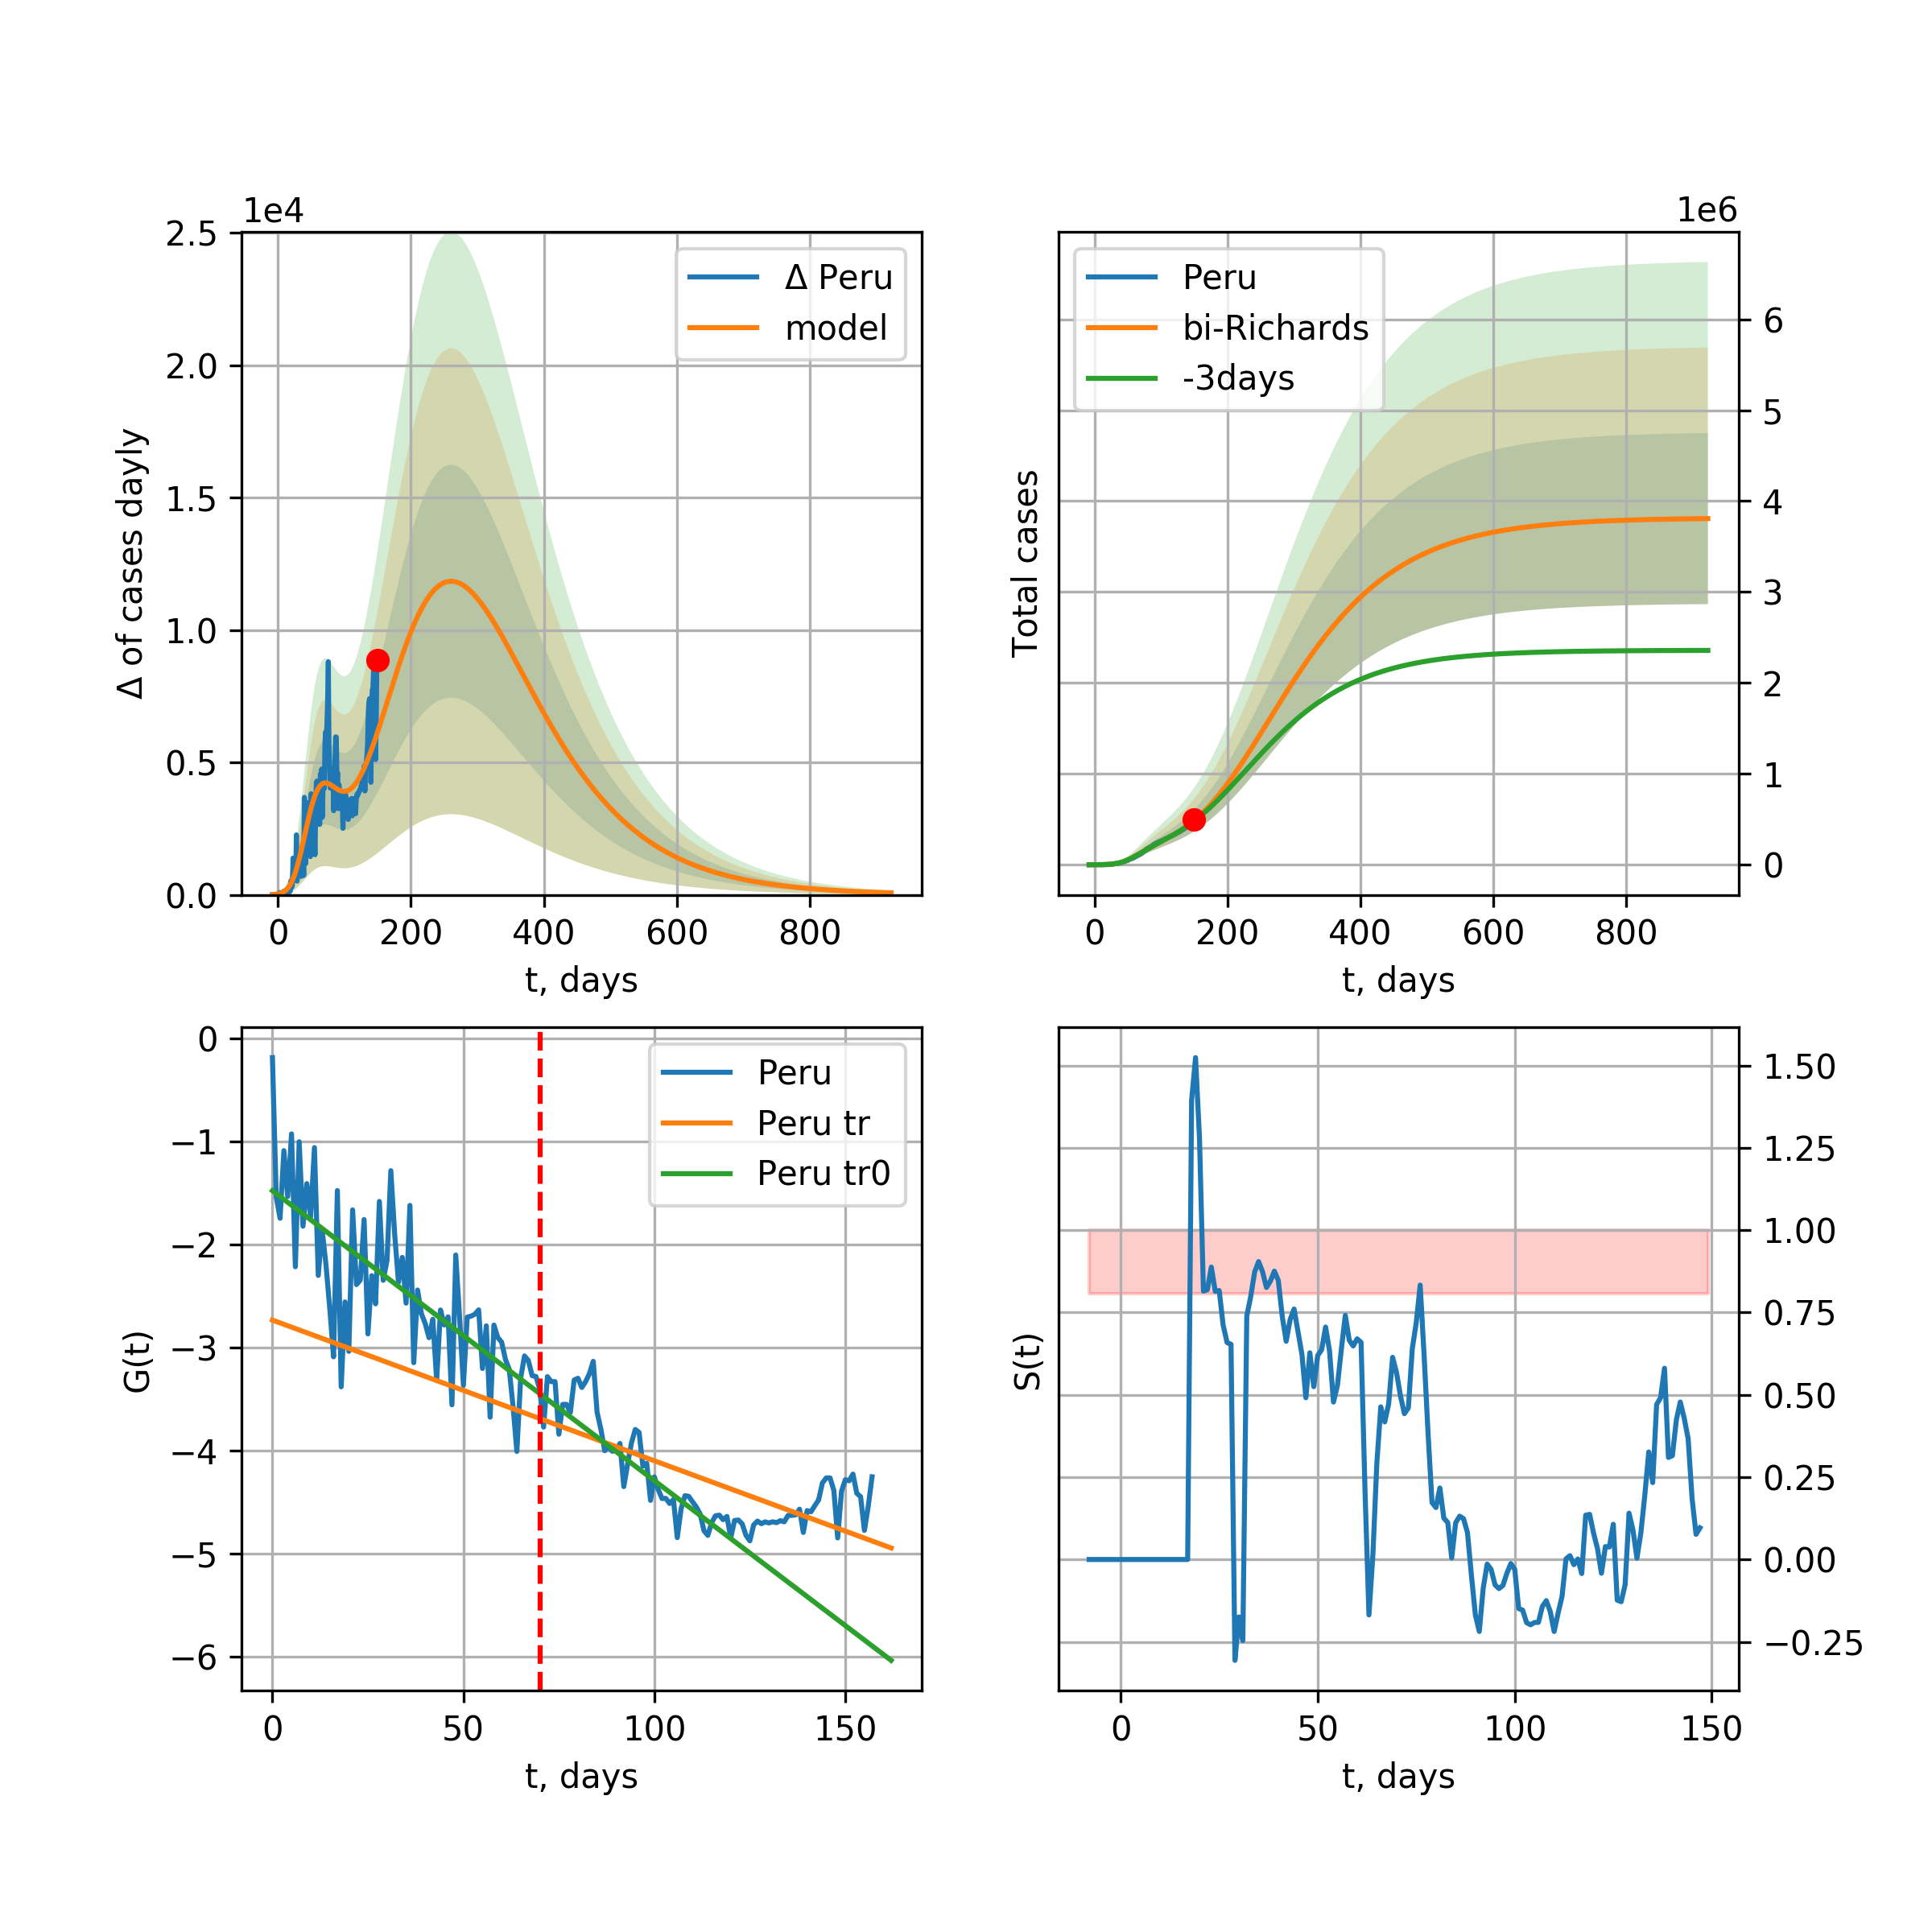 1e4
2.5
2.0
1.5
1.0
0.5
0.0
Δ of cases dayly
Δ Peru
model
0 200 400 600 800
t, days
1e6
Total cases
Peru
bi-Richards
-3days
6
5
4
3
2
1
0
0 200 400 600 800
t, days
0
−1
−2
−3
−4
−5
−6
G(t)
Peru
Peru tr
Peru tr0
0 50 100 150
t, days
S(t)
1.50
1.25
1.00
0.75
0.50
0.25
0.00
−0.25
0 50 100 150
t, days